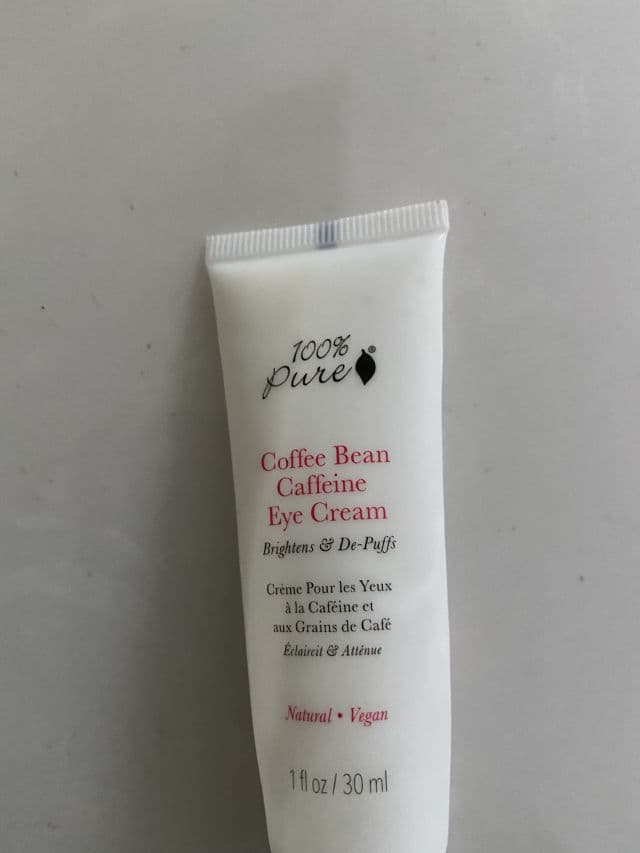 100%
Pure®
Coffee Bean
Caffeine
Eye Cream
Brightens & De-Puffs
Crème Pour les Yeux
à la Caféine et
aux Grains de Café
Éclaircit & Atténue
Natural • Vegan
1 fl oz / 30 ml